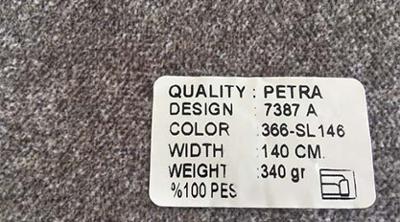 QUALITY : PETRA
DESIGN : 7387 A
COLOR : 366-SL146
WIDTH : 140 CM.
WEIGHT : 340 gr
%100 PES